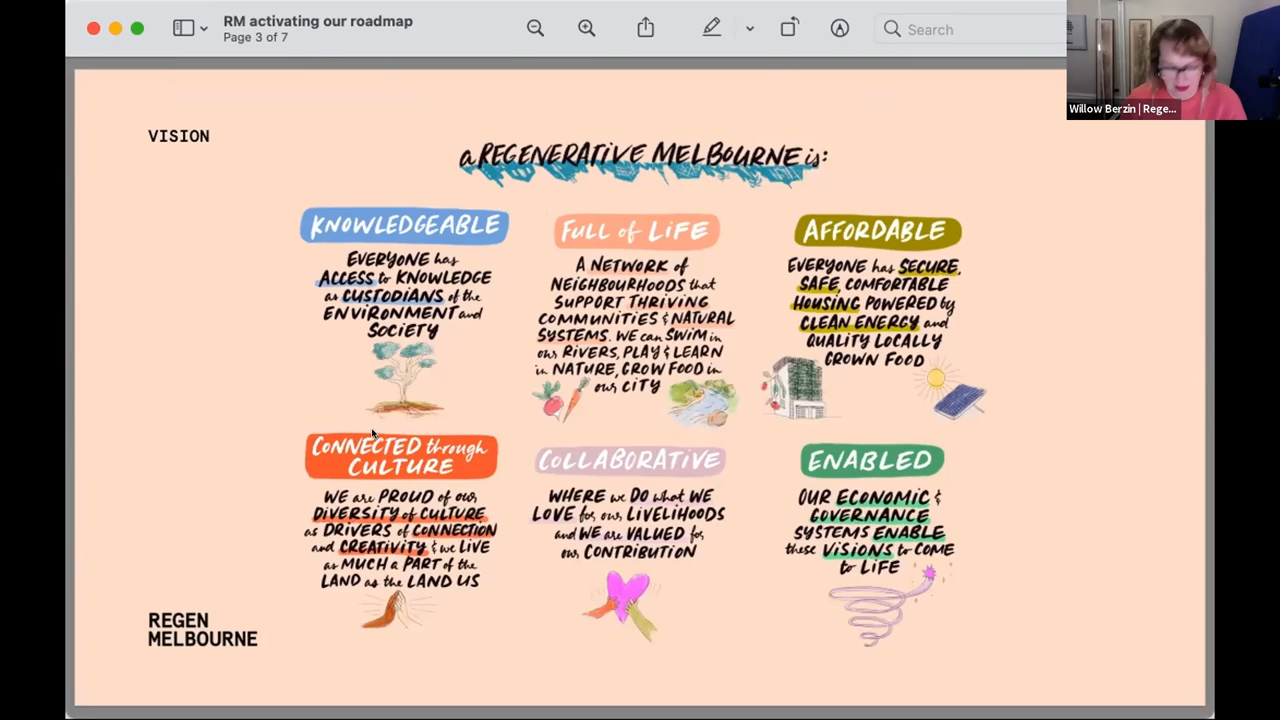 RM activating our roadmap
Page 3 of 7
Search
Willow Berzin | Rege...
VISION
a REGENERATIVE MELBOURNE is:
KNOWLEDGEABLE
EVERYONE has
ACCESS to KNOWLEDGE
as CUSTODIANS of the
ENVIRONMENT and
SOCIETY
FULL of LIFE
A NETWORK of
NEIGHBOURHOODS that
SUPPORT THRIVING
COMMUNITIES & NATURAL
SYSTEMS. WE can SWIM in
our RIVERS, PLAY & LEARN
in NATURE, GROW FOOD in
our CITY
AFFORDABLE
EVERYONE has SECURE,
SAFE, COMFORTABLE
HOUSING POWERED by
CLEAN ENERGY and
QUALITY LOCALLY
GROWN FOOD
CONNECTED through
CULTURE
WE are PROUD of our
DIVERSITY of CULTURE
as DRIVERS of CONNECTION
and CREATIVITY & we LIVE
as MUCH a PART of the
LAND as the LAND US
COLLABORATIVE
WHERE we DO what WE
LOVE for our LIVELIHOODS
and WE are VALUED for
our CONTRIBUTION
ENABLED
OUR ECONOMIC &
GOVERNANCE
SYSTEMS ENABLE
these VISIONS to COME
to LIFE
REGEN
MELBOURNE